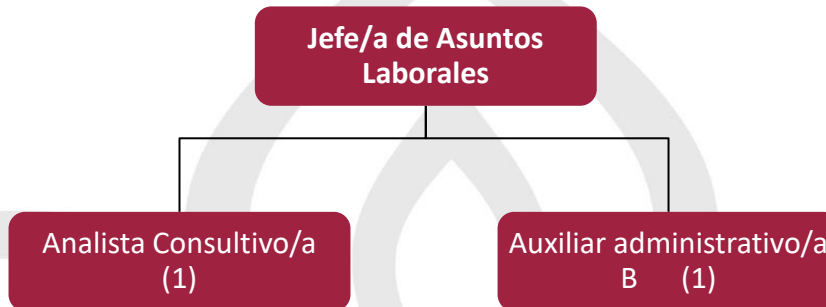 Jefe/a de Asuntos
Laborales
Analista Consultivo/a
(1)
Auxiliar administrativo/a
B (1)